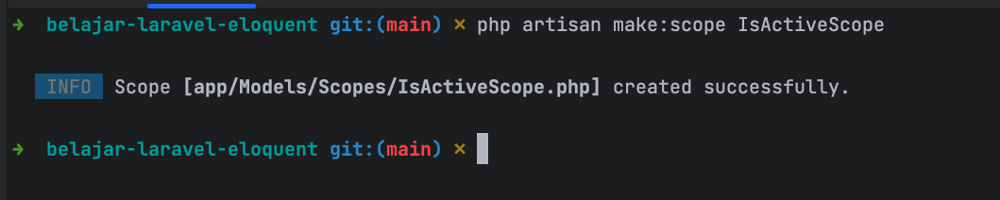 ➜ belajar-laravel-eloquent git:(main) ✗ php artisan make:scope IsActiveScope
INFO Scope [app/Models/Scopes/IsActiveScope.php] created successfully.
➜ belajar-laravel-eloquent git:(main) ✗